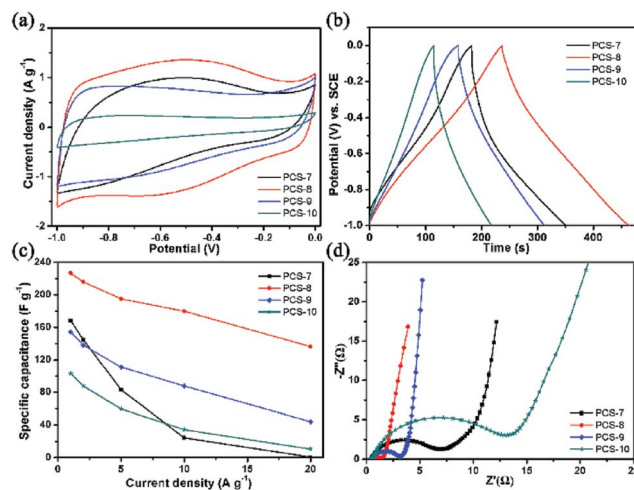 (a)
2
1
0
-1
-2
Current density (A g⁻¹)
-1.0 -0.8 -0.6 -0.4 -0.2 0.0
Potential (V)
PCS-7
PCS-8
PCS-9
PCS-10
(b)
0.0
-0.2
-0.4
-0.6
-0.8
-1.0
Potential (V) vs. SCE
0 100 200 300 400
Time (s)
PCS-7
PCS-8
PCS-9
PCS-10
(c)
240
200
160
120
80
40
0
Specific capacitance (F g⁻¹)
0 5 10 15 20
Current density (A g⁻¹)
PCS-7
PCS-8
PCS-9
PCS-10
(d)
25
20
15
10
5
0
-Z''(Ω)
0 5 10 15 20 25
Z'(Ω)
PCS-7
PCS-8
PCS-9
PCS-10